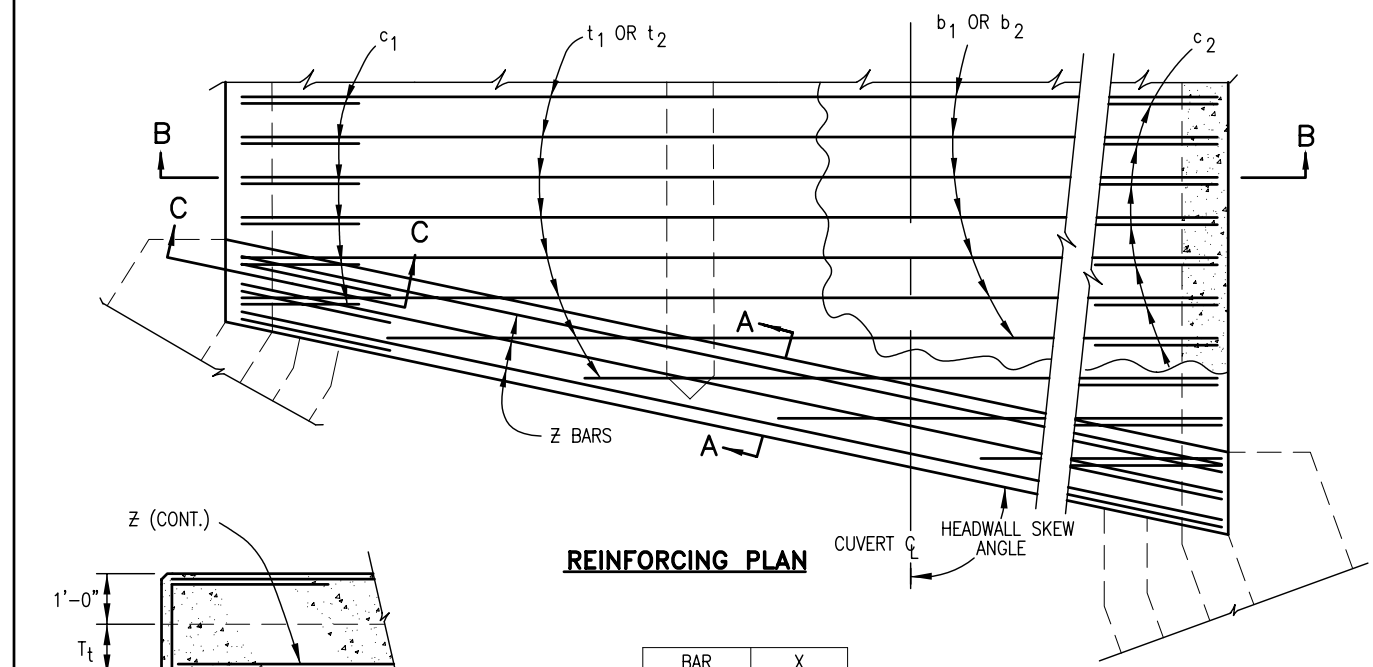 c1
t1 OR t2
b1 OR b2
c2
B
B
C
C
A
A
Z BARS
Z (CONT.)
REINFORCING PLAN
CUVERT CL
HEADWALL SKEW
ANGLE
1'-0"
Tt
BAR X